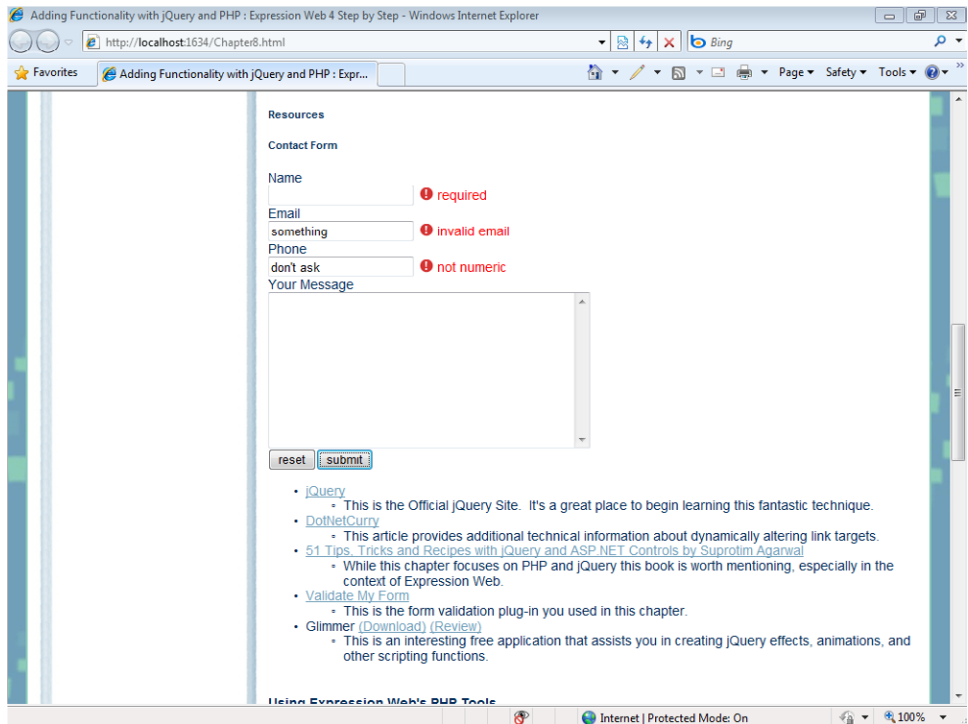 Adding Functionality with jQuery and PHP : Expression Web 4 Step by Step - Windows Internet Explorer
http://localhost:1634/Chapter8.html
Bing
Favorites
Adding Functionality with jQuery and PHP : Expr...
Page
Safety
Tools
Resources
Contact Form
Name
required
Email
something
invalid email
Phone
don't ask
not numeric
Your Message
reset
submit
• jQuery
◦ This is the Official jQuery Site. It's a great place to begin learning this fantastic technique.
• DotNetCurry
◦ This article provides additional technical information about dynamically altering link targets.
• 51 Tips, Tricks and Recipes with jQuery and ASP.NET Controls by Suprotim Agarwal
◦ While this chapter focuses on PHP and jQuery this book is worth mentioning, especially in the
context of Expression Web.
• Validate My Form
◦ This is the form validation plug-in you used in this chapter.
• Glimmer (Download) (Review)
◦ This is an interesting free application that assists you in creating jQuery effects, animations, and
other scripting functions.
Using Expression Web's PHP Tools
Internet | Protected Mode: On
100%